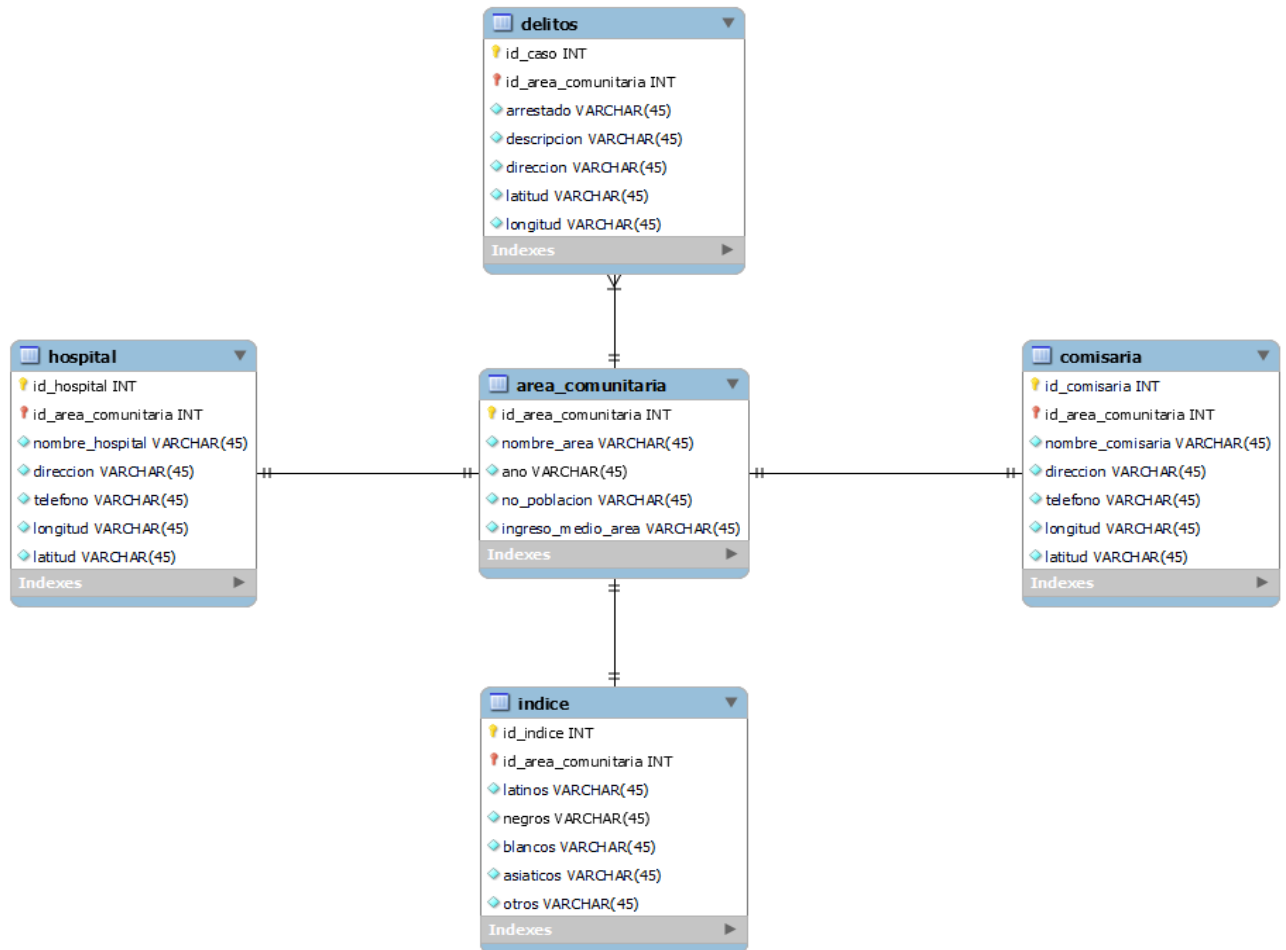 delitos
id_caso INT
id_area_comunitaria INT
arrestado VARCHAR(45)
descripcion VARCHAR(45)
direccion VARCHAR(45)
latitud VARCHAR(45)
longitud VARCHAR(45)
Indexes
hospital
id_hospital INT
id_area_comunitaria INT
nombre_hospital VARCHAR(45)
direccion VARCHAR(45)
telefono VARCHAR(45)
longitud VARCHAR(45)
latitud VARCHAR(45)
Indexes
area_comunitaria
id_area_comunitaria INT
nombre_area VARCHAR(45)
ano VARCHAR(45)
no_poblacion VARCHAR(45)
ingreso_medio_area VARCHAR(45)
Indexes
comisaria
id_comisaria INT
id_area_comunitaria INT
nombre_comisaria VARCHAR(45)
direccion VARCHAR(45)
telefono VARCHAR(45)
longitud VARCHAR(45)
latitud VARCHAR(45)
Indexes
indice
id_indice INT
id_area_comunitaria INT
latinos VARCHAR(45)
negros VARCHAR(45)
blancos VARCHAR(45)
asiaticos VARCHAR(45)
otros VARCHAR(45)
Indexes